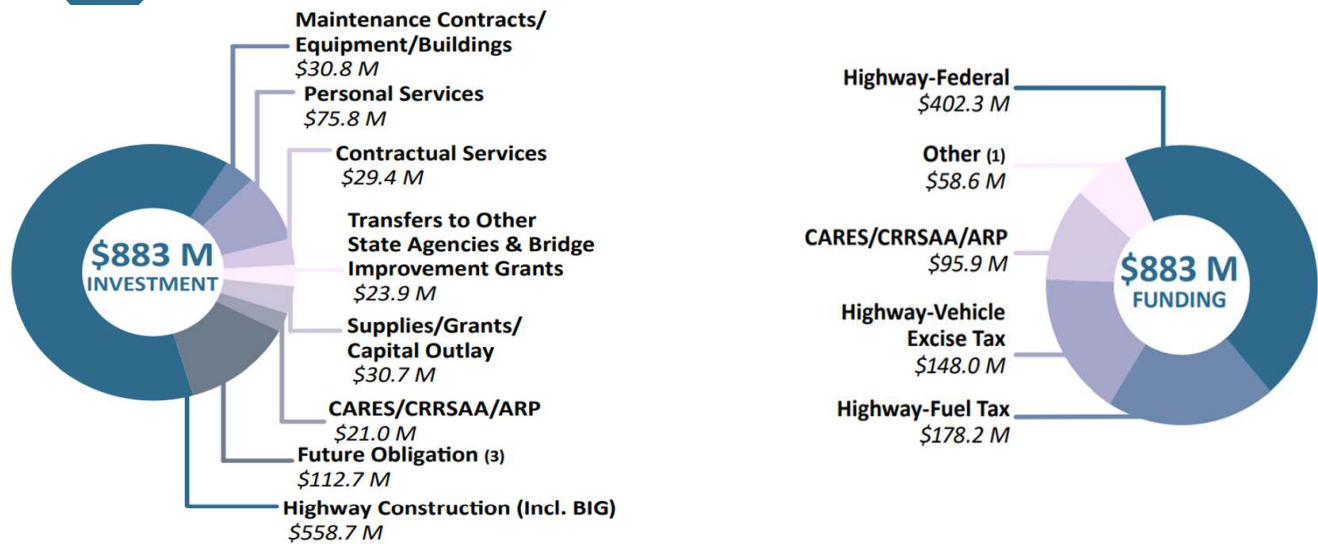 Maintenance Contracts/
Equipment/Buildings
$30.8 M
Personal Services
$75.8 M
Contractual Services
$29.4 M
Transfers to Other
State Agencies & Bridge
Improvement Grants
$23.9 M
Supplies/Grants/
Capital Outlay
$30.7 M
CARES/CRRSAA/ARP
$21.0 M
Future Obligation (3)
$112.7 M
Highway Construction (Incl. BIG)
$558.7 M
$883 M
INVESTMENT
Highway-Federal
$402.3 M
Other (1)
$58.6 M
CARES/CRRSAA/ARP
$95.9 M
Highway-Vehicle
Excise Tax
$148.0 M
Highway-Fuel Tax
$178.2 M
$883 M
FUNDING